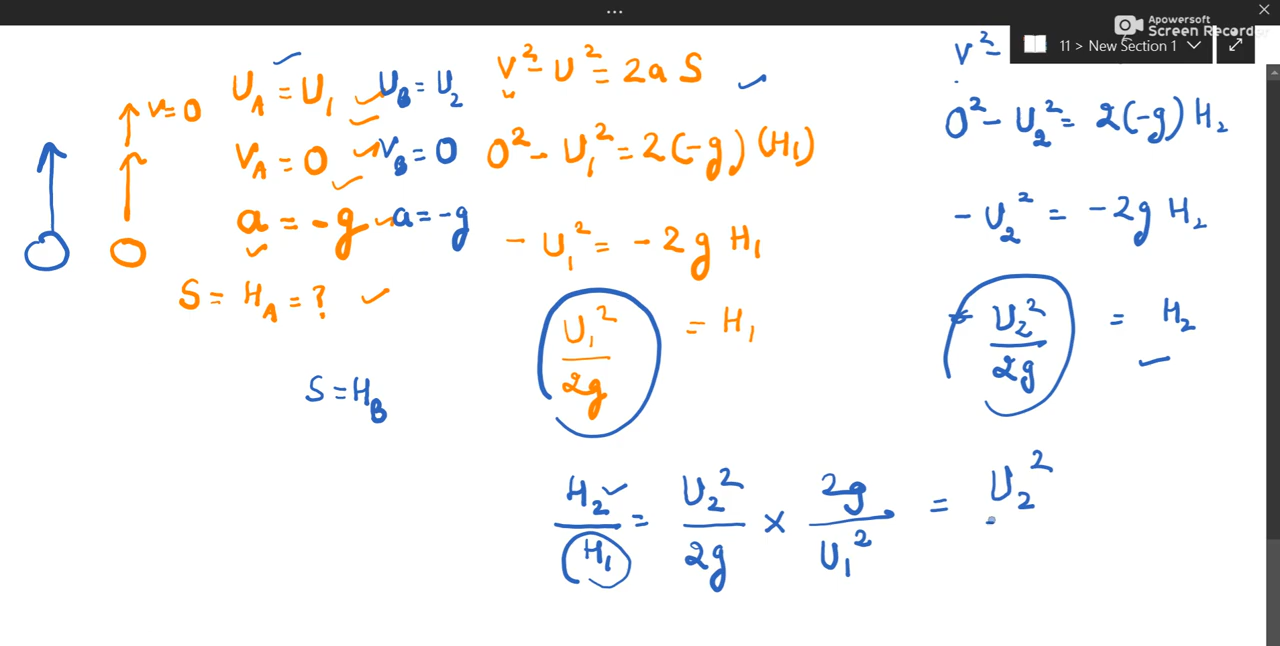 ...
Apowersoft
Screen Recorder
11 > New Section 1
V=0
U_A = U_1
V_A = 0
a = -g
S = H_A = ?
U_B = U_2
V_B = 0
a = -g
S = H_B
V² - U² = 2aS
0² - U_1² = 2(-g)(H_1)
- U_1² = - 2g H_1
U_1² / 2g = H_1
V² -
0² - U_2² = 2(-g) H_2
- U_2² = - 2g H_2
U_2² / 2g = H_2
H_2 / H_1 = U_2² / 2g × 2g / U_1² = U_2²